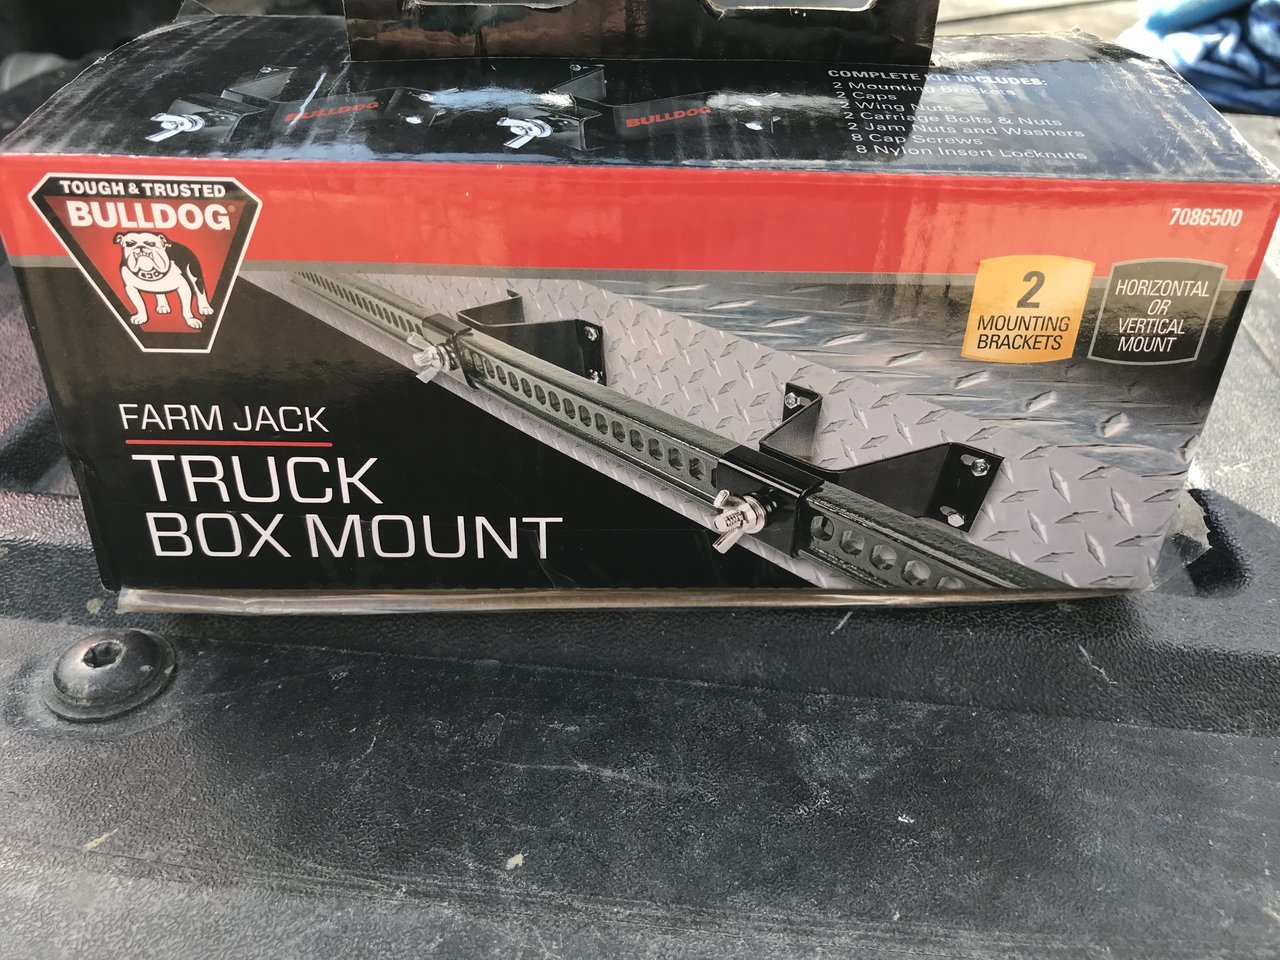 COMPLETE KIT INCLUDES:
2 Mounting Brackets
2 Caps
2 Wing Nuts
2 Carriage Bolts & Nuts
2 Jam Nuts and Washers
8 Cap Screws
8 Nylon Insert Locknuts
BULLDOG
BULLDOG
TOUGH & TRUSTED
BULLDOG®
7086500
2
MOUNTING
BRACKETS
HORIZONTAL
OR
VERTICAL
MOUNT
FARM JACK
TRUCK
BOX MOUNT